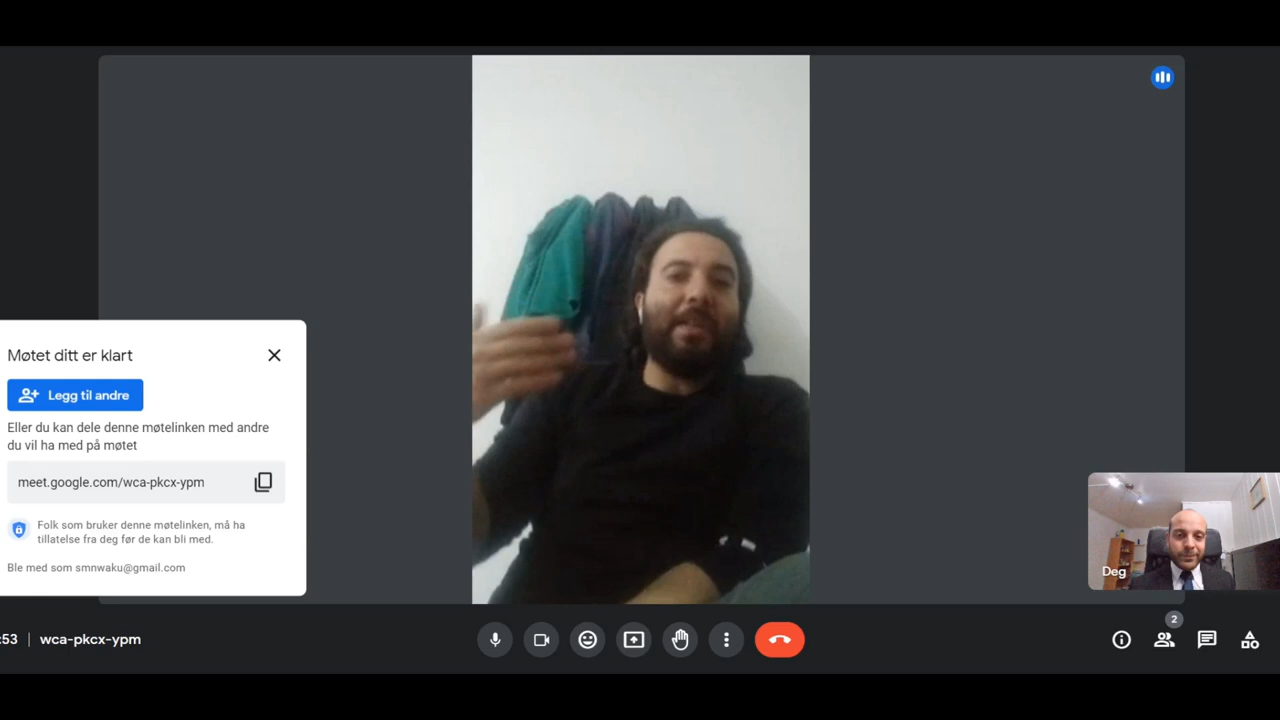 Møtet ditt er klart
Legg til andre
Eller du kan dele denne møtelinken med andre
du vil ha med på møtet
meet.google.com/wca-pkcx-ypm
Folk som bruker denne møtelinken, må ha
tillatelse fra deg før de kan bli med.
Ble med som smnwaku@gmail.com
Deg
:53 | wca-pkcx-ypm
2